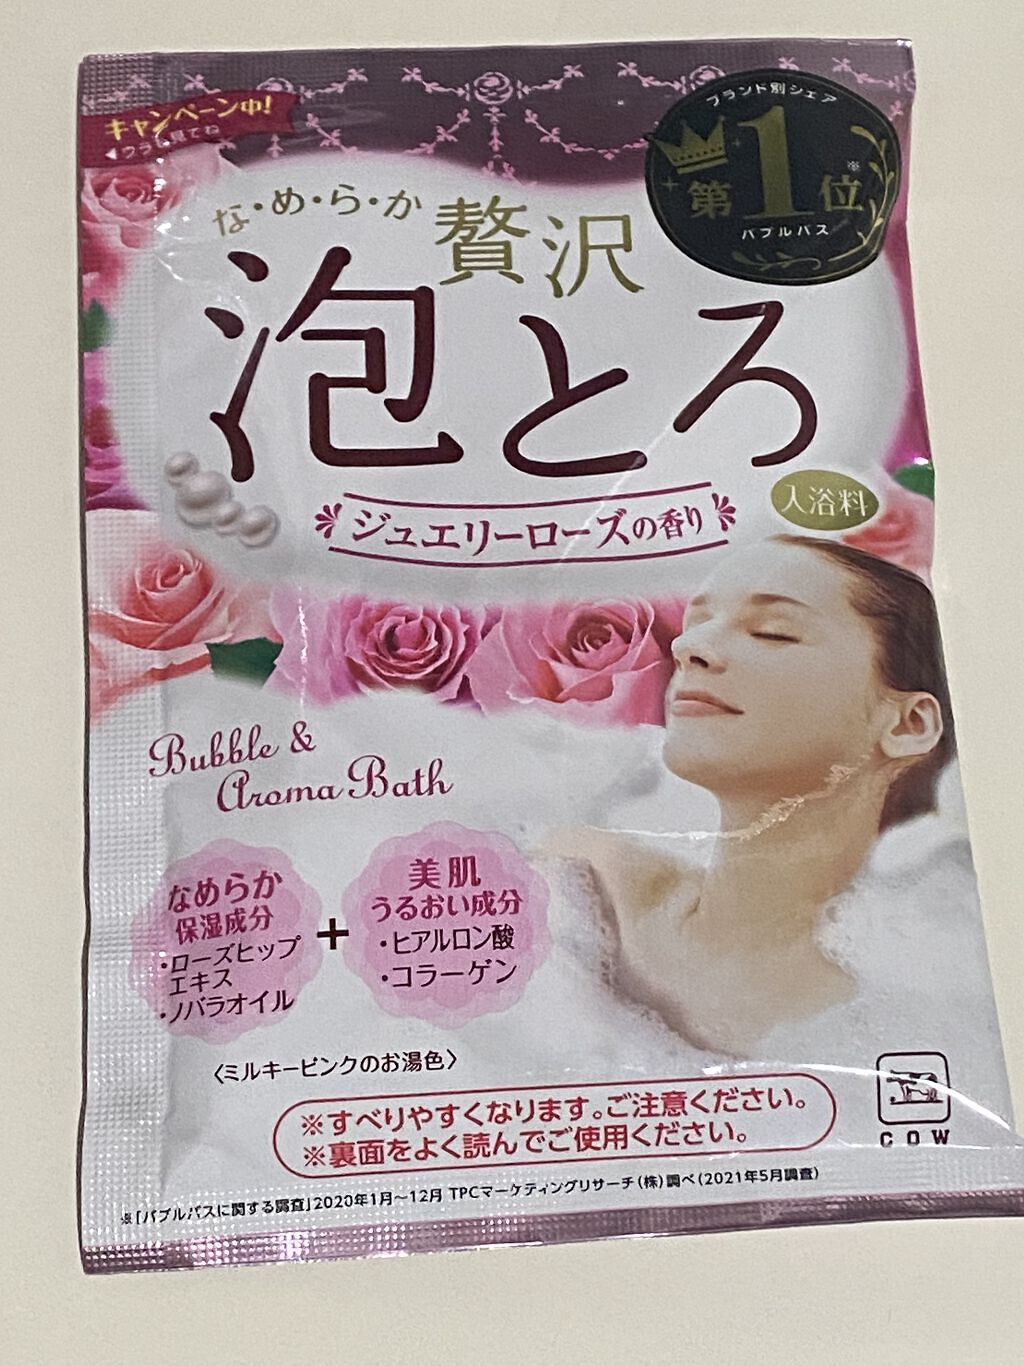 キャンペーン中!
◀ウラも見てね
ブランド別シェア
第1位※
バブルバス
な・め・ら・か
贅沢
泡とろ
ジュエリーローズの香り
入浴料
Bubble &
Aroma Bath
なめらか
保湿成分
・ローズヒップ
エキス
・ノバラオイル
+
美肌
うるおい成分
・ヒアルロン酸
・コラーゲン
〈ミルキーピンクのお湯色〉
※すべりやすくなります。ご注意ください。
※裏面をよく読んでご使用ください。
COW
※「バブルバスに関する調査」2020年1月〜12月 TPCマーケティングリサーチ(株)調べ(2021年5月調査)